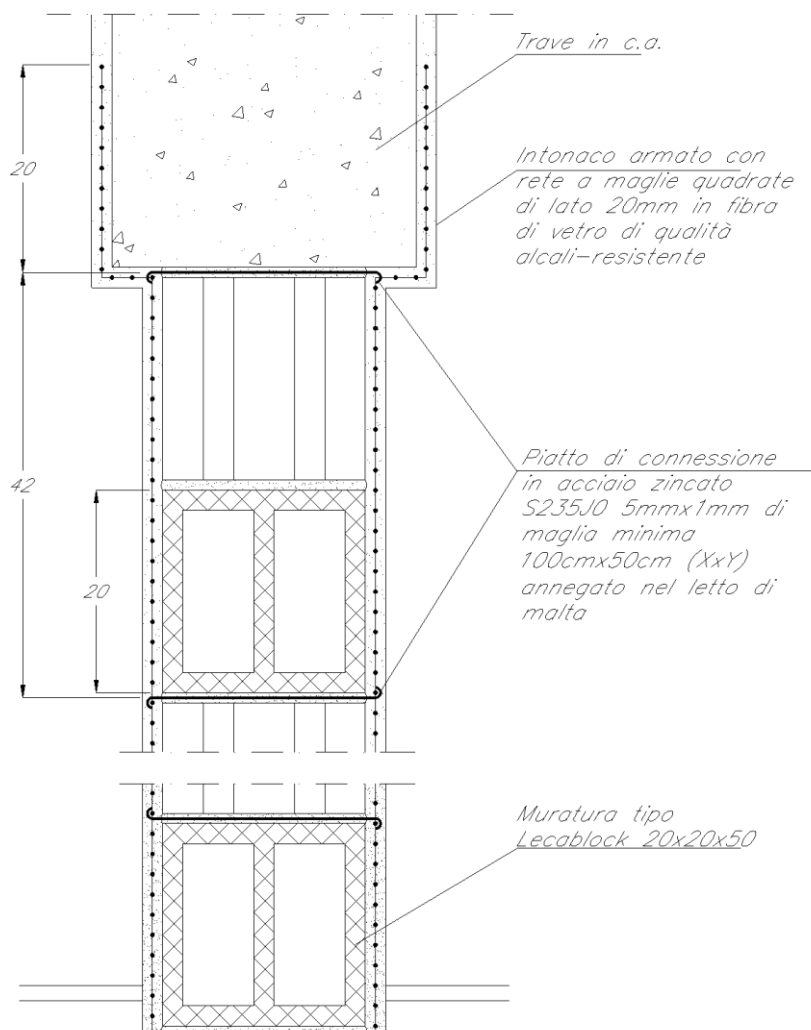 Trave in c.a.
20
Intonaco armato con
rete a maglie quadrate
di lato 20mm in fibra
di vetro di qualità
alcali-resistente
42
Piatto di connessione
in acciaio zincato
S235J0 5mmx1mm di
maglia minima
100cmx50cm (XxY)
annegato nel letto di
malta
20
Muratura tipo
Lecablock 20x20x50